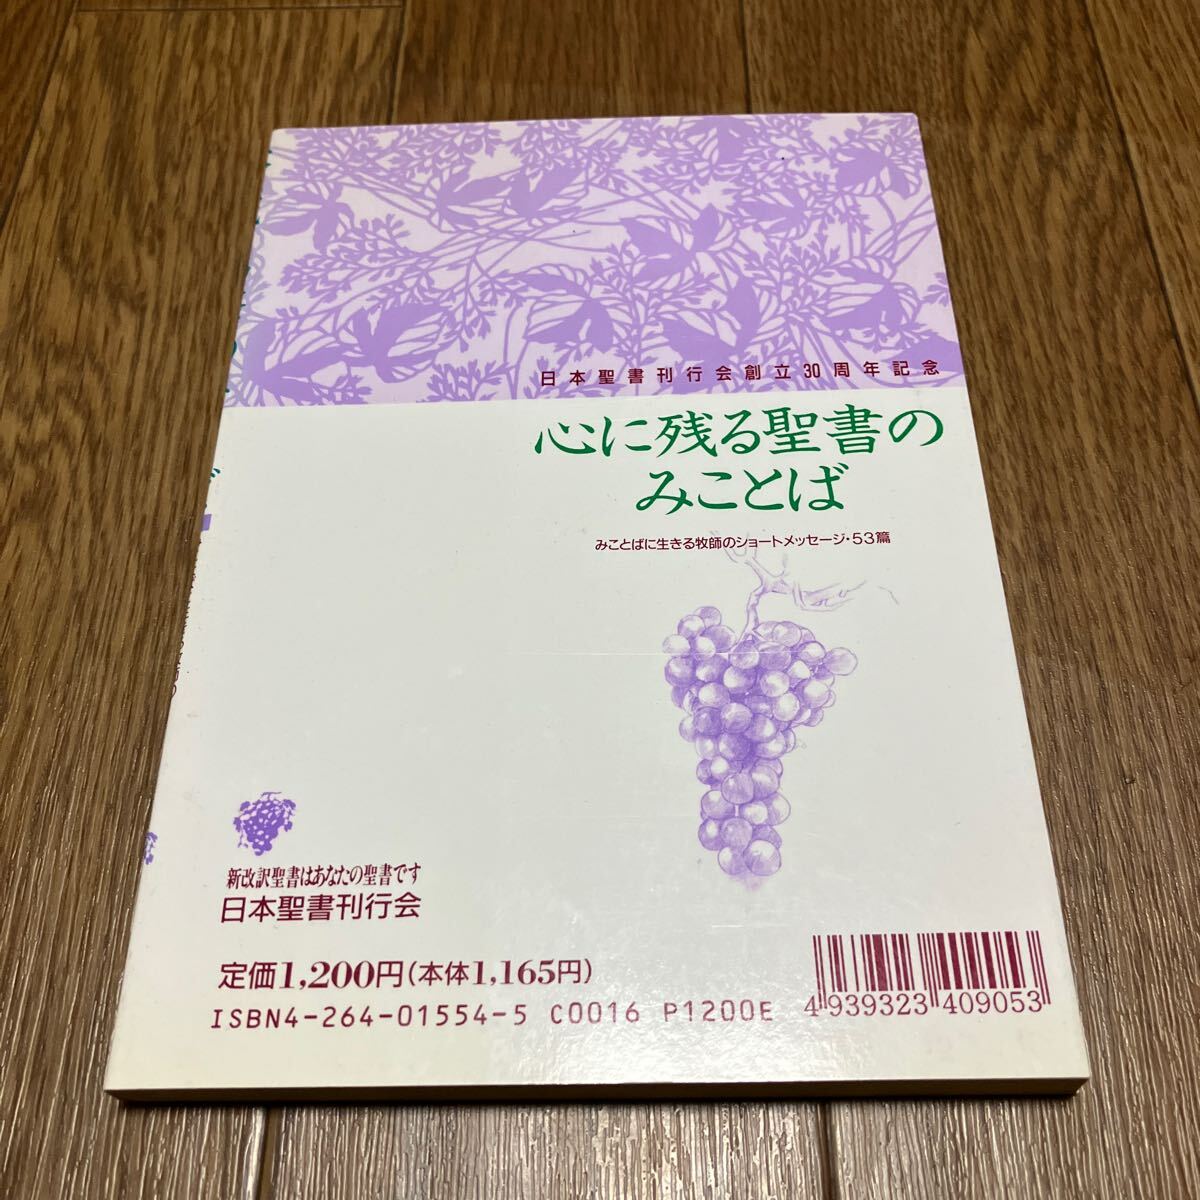 日本聖書刊行会創立30周年記念
心に残る聖書の
みことば
みことばに生きる牧師のショートメッセージ・53篇
新改訳聖書はあなたの聖書です
日本聖書刊行会
定価1,200円(本体1,165円)
ISBN4-264-01554-5 C0016 P1200E
4939323409053